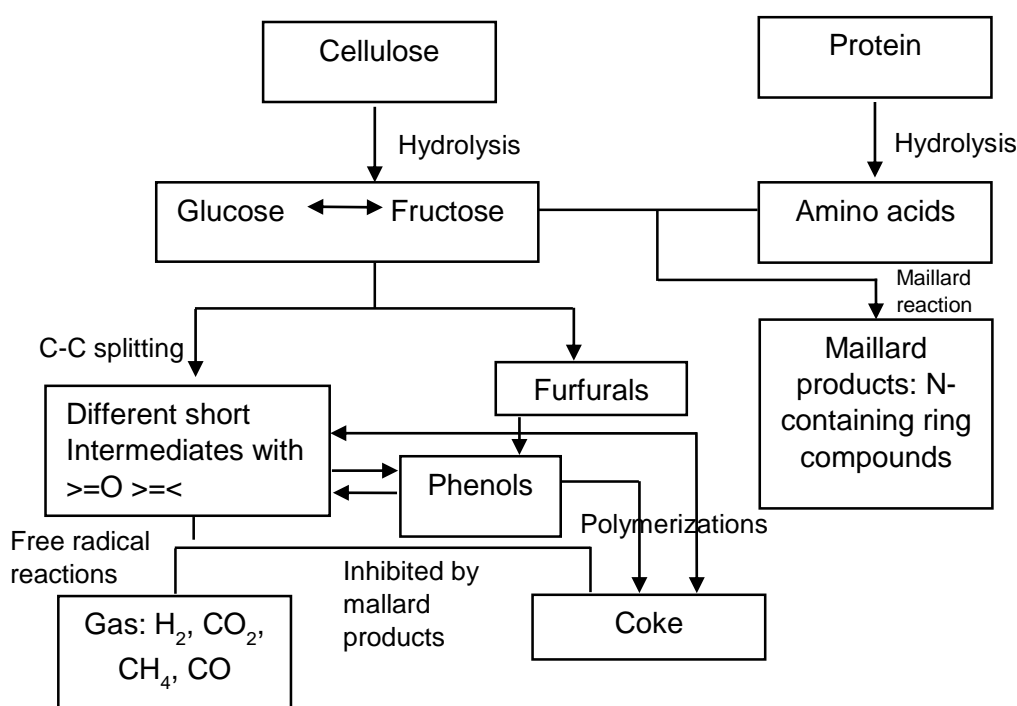 Cellulose
Protein
Hydrolysis
Hydrolysis
Glucose Fructose
Amino acids
Maillard
reaction
C-C splitting
Furfurals
Maillard
products: N-
containing ring
compounds
Different short
Intermediates with
>=O >=<
Phenols
Polymerizations
Free radical
reactions
Inhibited by
mallard
products
Gas: H₂, CO₂,
CH₄, CO
Coke